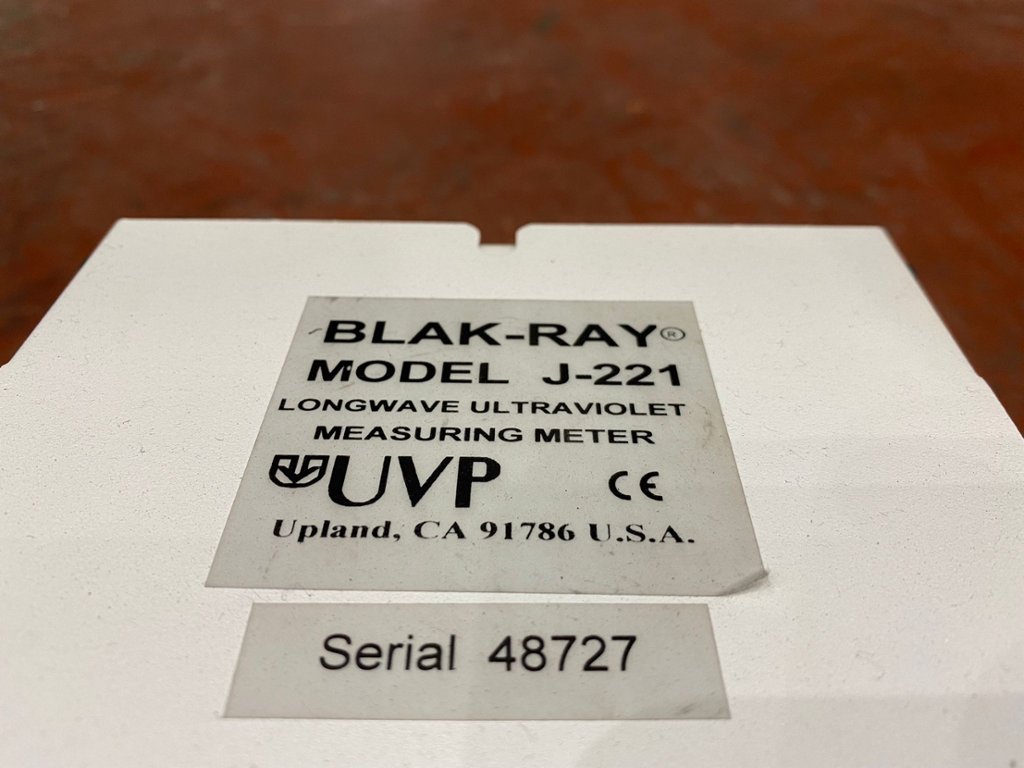 BLAK-RAY®
MODEL J-221
LONGWAVE ULTRAVIOLET
MEASURING METER
UVP CE
Upland, CA 91786 U.S.A.
Serial 48727